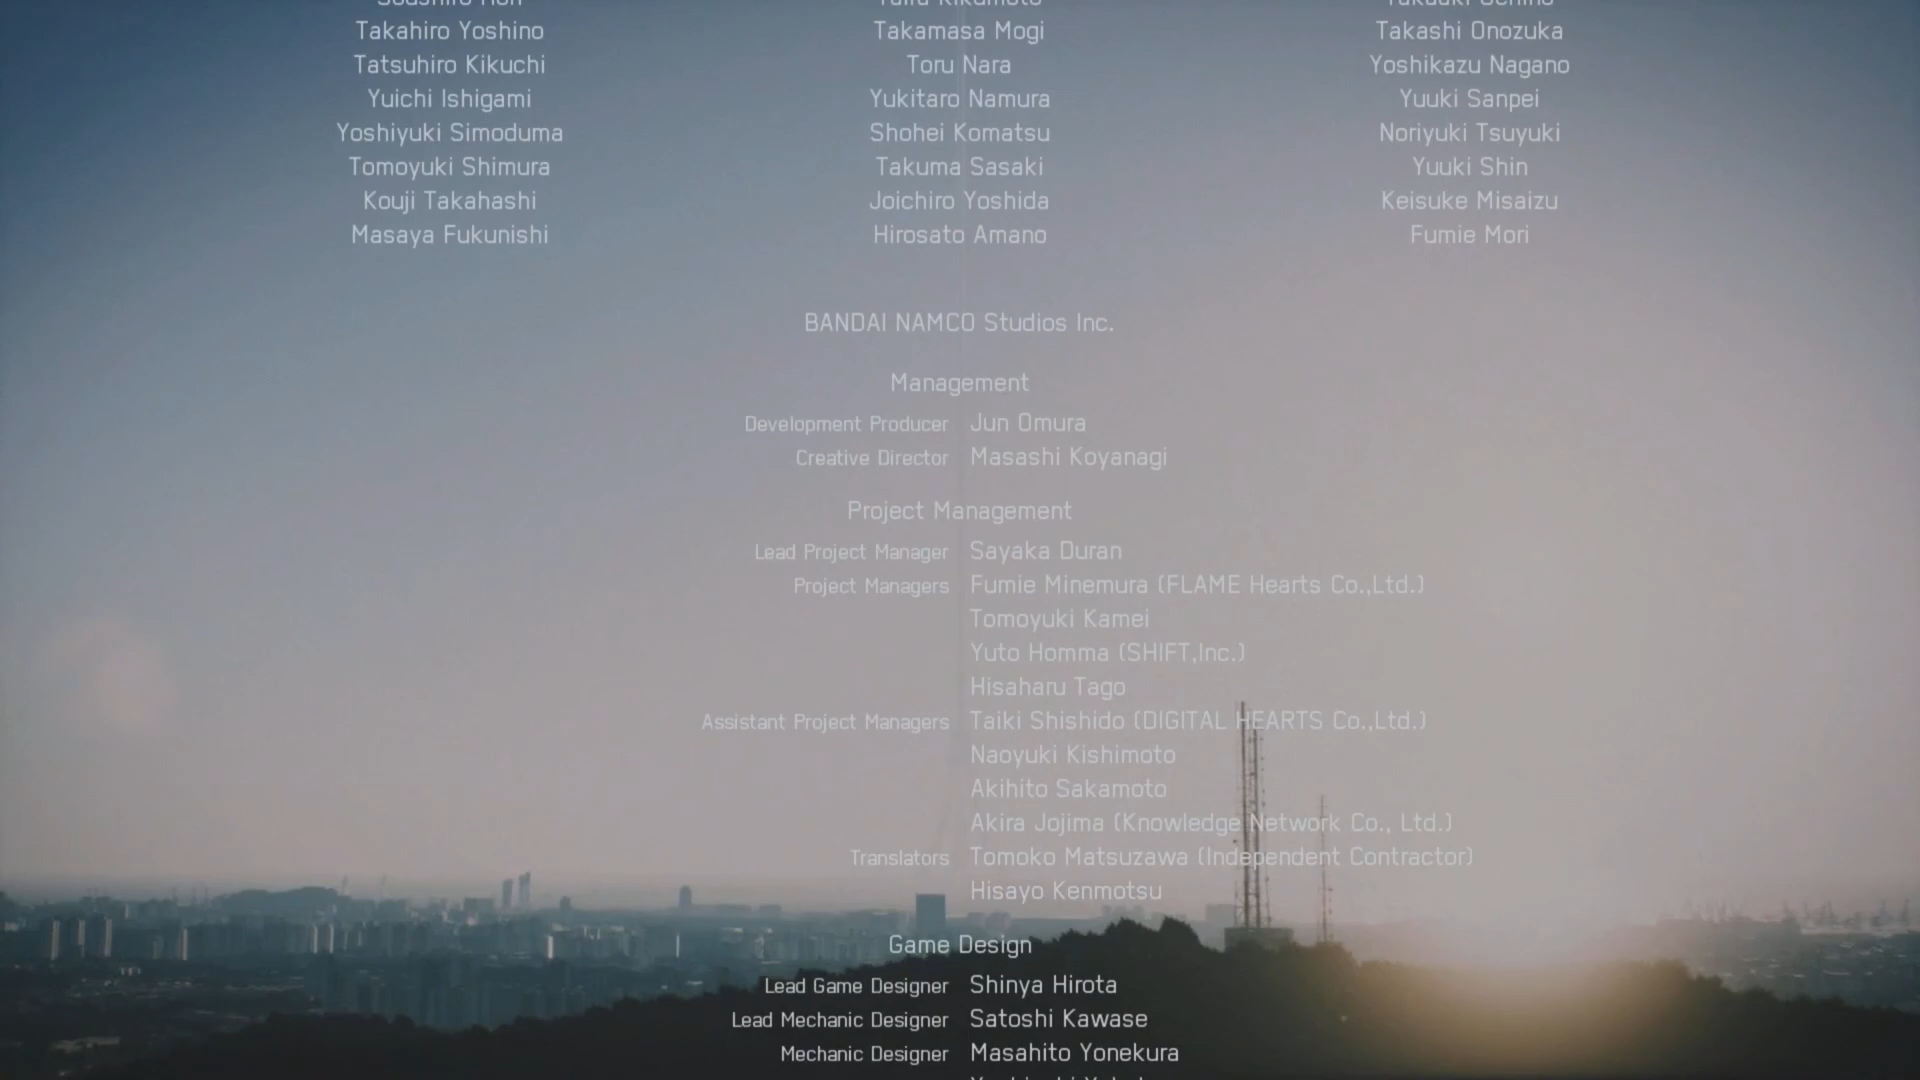 Takahiro Yoshino Takamasa Mogi Takashi Onozuka
Tatsuhiro Kikuchi Toru Nara Yoshikazu Nagano
Yuichi Ishigami Yukitaro Namura Yuuki Sanpei
Yoshiyuki Simoduma Shohei Komatsu Noriyuki Tsuyuki
Tomoyuki Shimura Takuma Sasaki Yuuki Shin
Kouji Takahashi Joichiro Yoshida Keisuke Misaizu
Masaya Fukunishi Hirosato Amano Fumie Mori
BANDAI NAMCO Studios Inc.
Management
Development Producer Jun Omura
Creative Director Masashi Koyanagi
Project Management
Lead Project Manager Sayaka Duran
Project Managers Fumie Minemura (FLAME Hearts Co.,Ltd.)
Tomoyuki Kamei
Yuto Homma (SHIFT,Inc.)
Hisaharu Tago
Assistant Project Managers Taiki Shishido (DIGITAL HEARTS Co.,Ltd.)
Naoyuki Kishimoto
Akihito Sakamoto
Akira Jojima (Knowledge Network Co., Ltd.)
Translators Tomoko Matsuzawa (Independent Contractor)
Hisayo Kenmotsu
Game Design
Lead Game Designer Shinya Hirota
Lead Mechanic Designer Satoshi Kawase
Mechanic Designer Masahito Yonekura